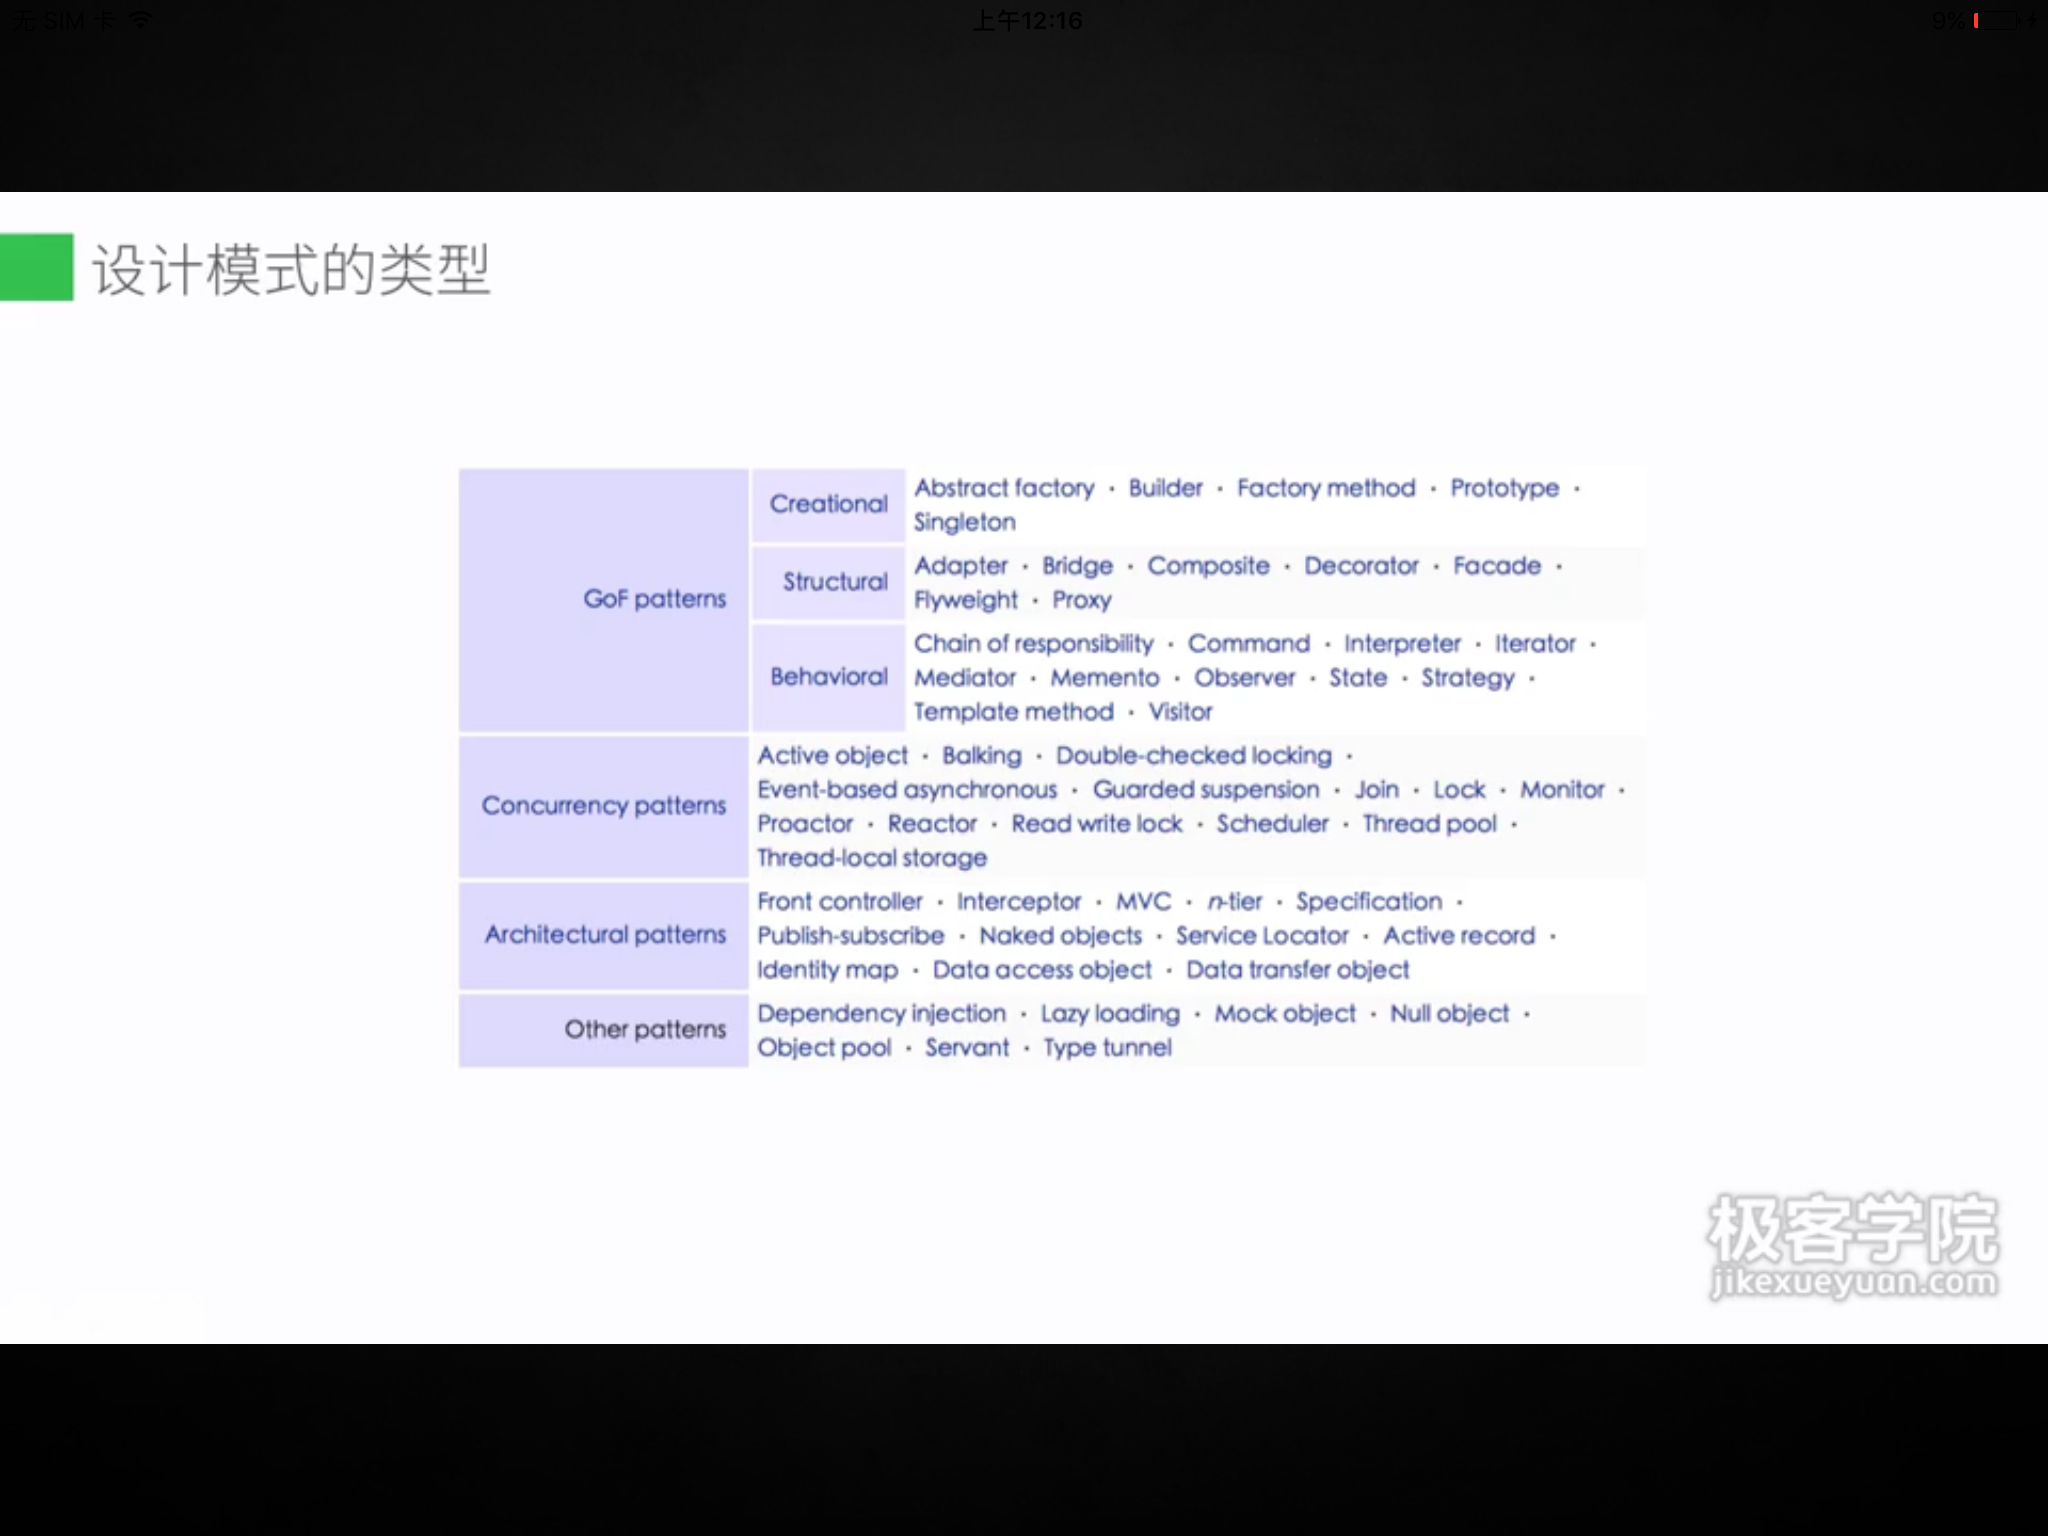 无 SIM 卡
上午12:16
9%
设计模式的类型
GoF patterns
Creational
Abstract factory · Builder · Factory method · Prototype ·
Singleton
Structural
Adapter · Bridge · Composite · Decorator · Facade ·
Flyweight · Proxy
Behavioral
Chain of responsibility · Command · Interpreter · Iterator ·
Mediator · Memento · Observer · State · Strategy ·
Template method · Visitor
Concurrency patterns
Active object · Balking · Double-checked locking ·
Event-based asynchronous · Guarded suspension · Join · Lock · Monitor ·
Proactor · Reactor · Read write lock · Scheduler · Thread pool ·
Thread-local storage
Architectural patterns
Front controller · Interceptor · MVC · n-tier · Specification ·
Publish-subscribe · Naked objects · Service Locator · Active record ·
Identity map · Data access object · Data transfer object
Other patterns
Dependency injection · Lazy loading · Mock object · Null object ·
Object pool · Servant · Type tunnel
极客学院
jikexueyuan.com